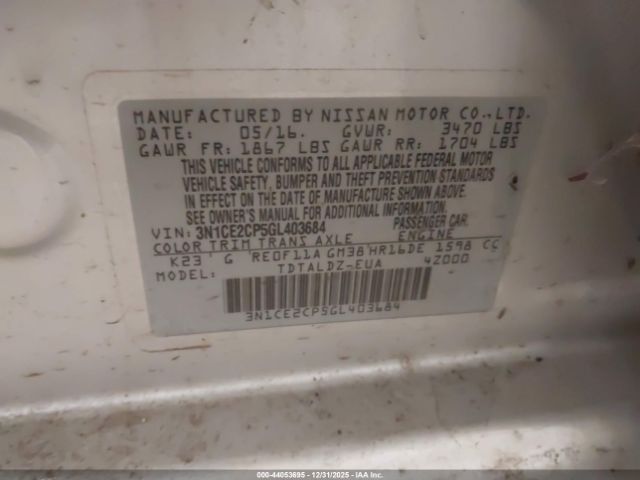 MANUFACTURED BY NISSAN MOTOR CO.,LTD.
DATE: 05/16. GVWR: 3470 LBS
GAWR FR: 1867 LBS GAWR RR: 1704 LBS
THIS VEHICLE CONFORMS TO ALL APPLICABLE FEDERAL MOTOR
VEHICLE SAFETY, BUMPER AND THEFT PREVENTION STANDARDS
IN EFFECT ON THE DATE OF MANUFACTURE SHOWN ABOVE.
SEE OWNER'S MANUAL FOR ADDITIONAL INFORMATION.
VIN: 3N1CE2CP5GL403684 PASSENGER CAR
COLOR TRIM TRANS AXLE ENGINE
K23 G RE0F11A GM38 HR16DE 1598 CC
MODEL: TDTALDZ-EUA 4Z000
3N1CE2CP5GL403684
000-44053695 - 12/31/2025 - IAA Inc.